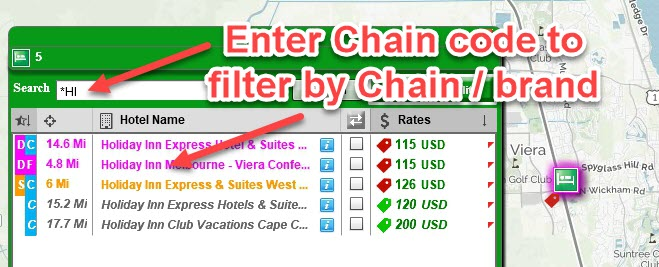 Enter Chain code to
filter by Chain / brand
5
Search *HI
Hotel Name Rates
D C 14.6 Mi Holiday Inn Express Hotel & Suites ... i 115 USD
D F 4.8 Mi Holiday Inn Melbourne - Viera Confe... i 115 USD
S C 6 Mi Holiday Inn Express & Suites West ... i 126 USD
C 15.2 Mi Holiday Inn Express Hotels & Suite... i 120 USD
C 17.7 Mi Holiday Inn Club Vacations Cape C... i 200 USD
Viera
Golf Club
Spyglass Hill Rd
N Wickham Rd
Suntree C
Club
dge Dr